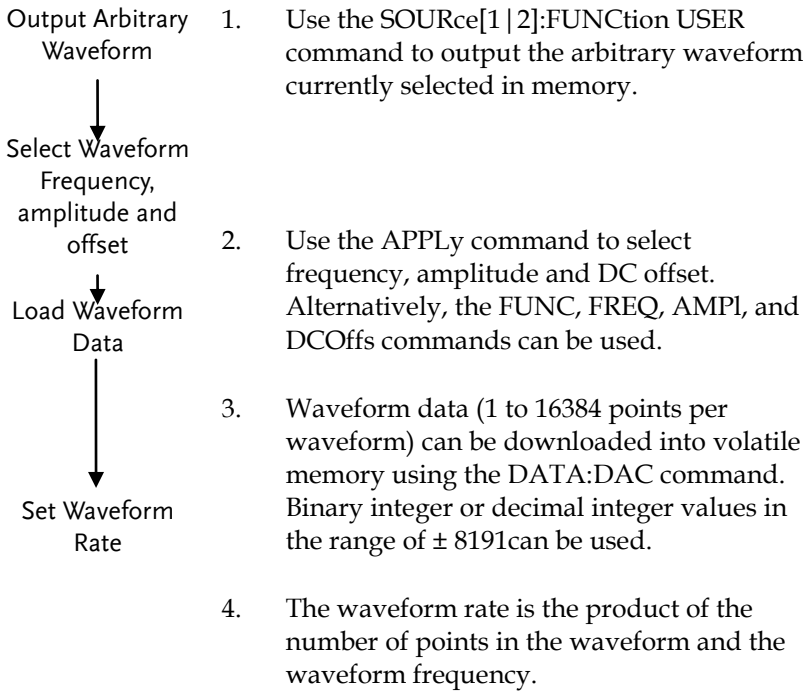 Output Arbitrary
Waveform
Select Waveform
Frequency,
amplitude and
offset
Load Waveform
Data
Set Waveform
Rate
1. Use the SOURce[1|2]:FUNCtion USER
command to output the arbitrary waveform
currently selected in memory.
2. Use the APPLy command to select
frequency, amplitude and DC offset.
Alternatively, the FUNC, FREQ, AMPl, and
DCOffs commands can be used.
3. Waveform data (1 to 16384 points per
waveform) can be downloaded into volatile
memory using the DATA:DAC command.
Binary integer or decimal integer values in
the range of ± 8191can be used.
4. The waveform rate is the product of the
number of points in the waveform and the
waveform frequency.